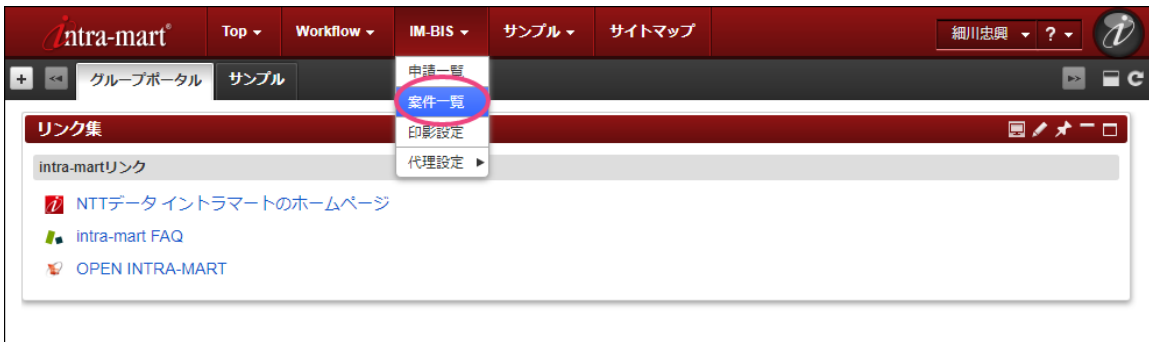 intra-mart® Top Workflow IM-BIS サンプル サイトマップ 細川忠興 ?
グループポータル サンプル
申請一覧
案件一覧
印影設定
代理設定
リンク集
intra-martリンク
NTTデータ イントラマートのホームページ
intra-mart FAQ
OPEN INTRA-MART